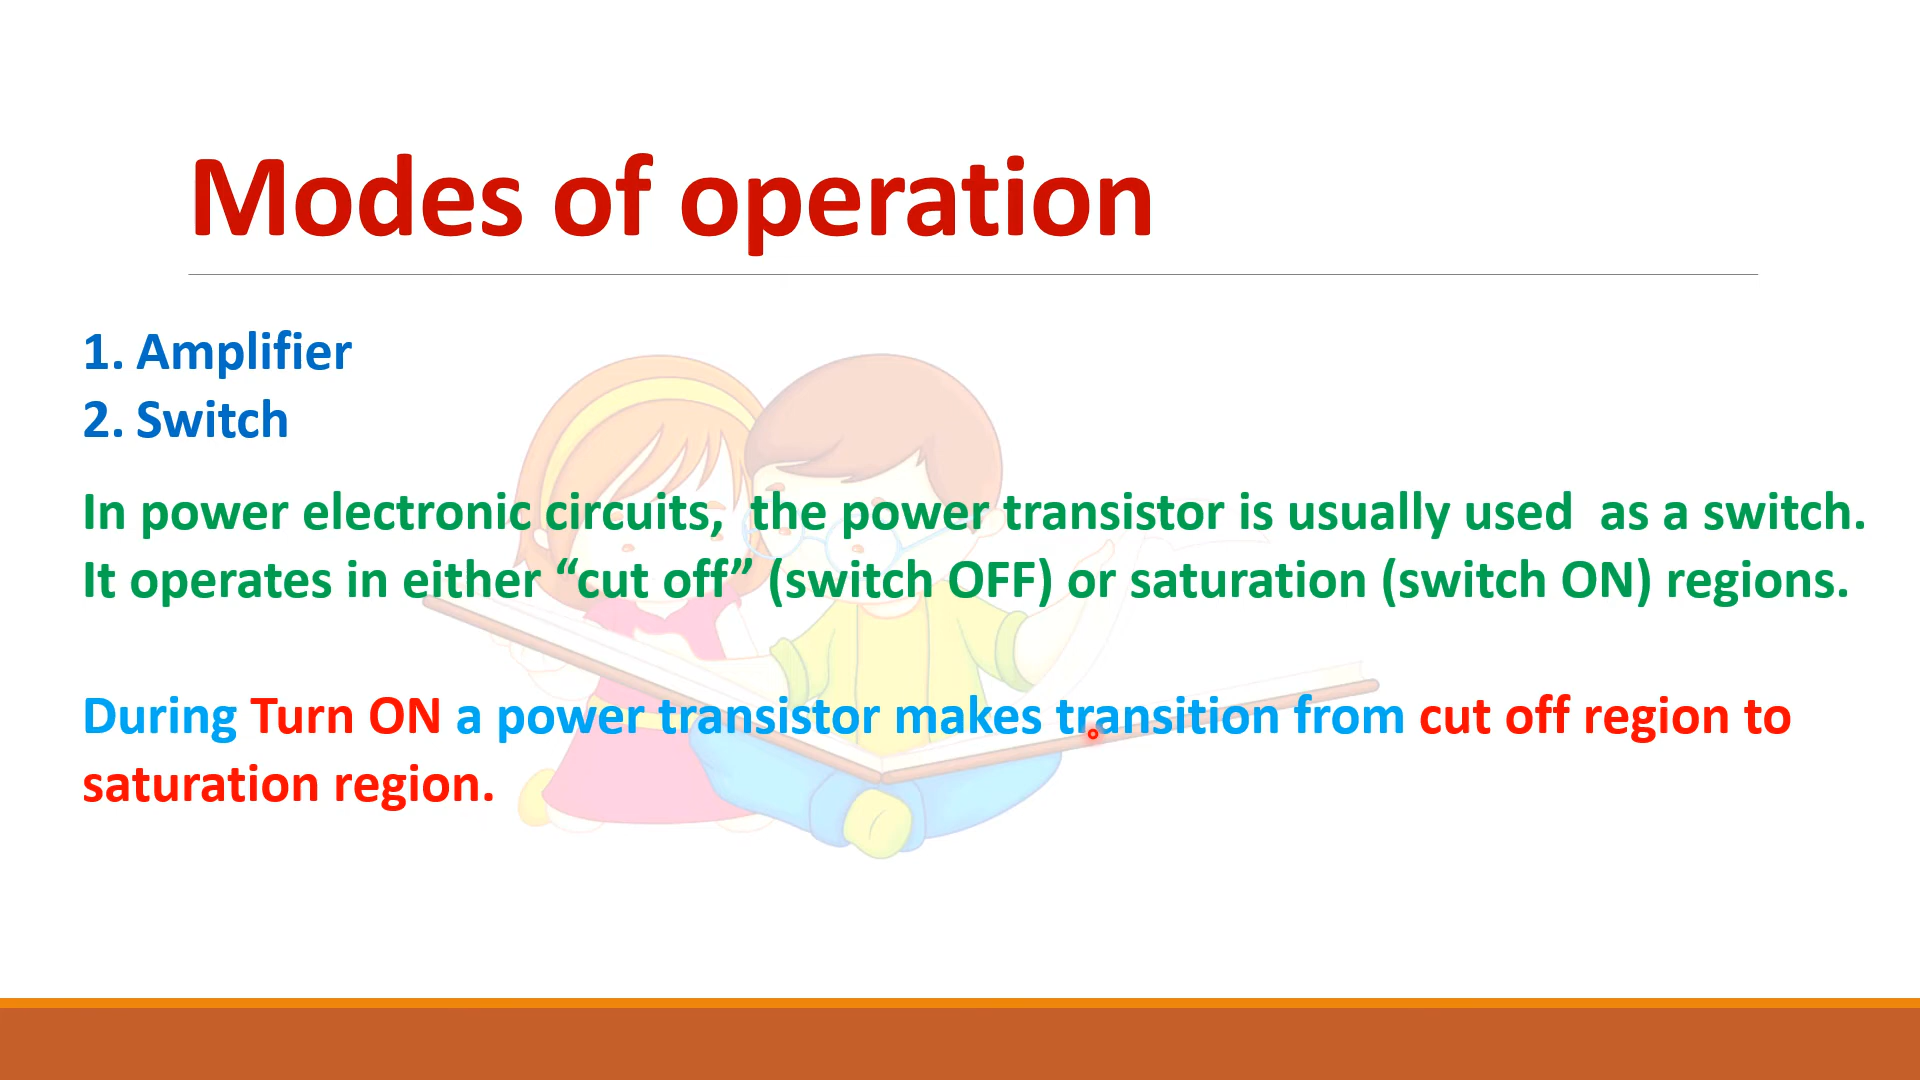 Modes of operation
1. Amplifier
2. Switch
In power electronic circuits,  the power transistor is usually used  as a switch.
It operates in either “cut off” (switch OFF) or saturation (switch ON) regions.
During Turn ON a power transistor makes transition from cut off region to
saturation region.